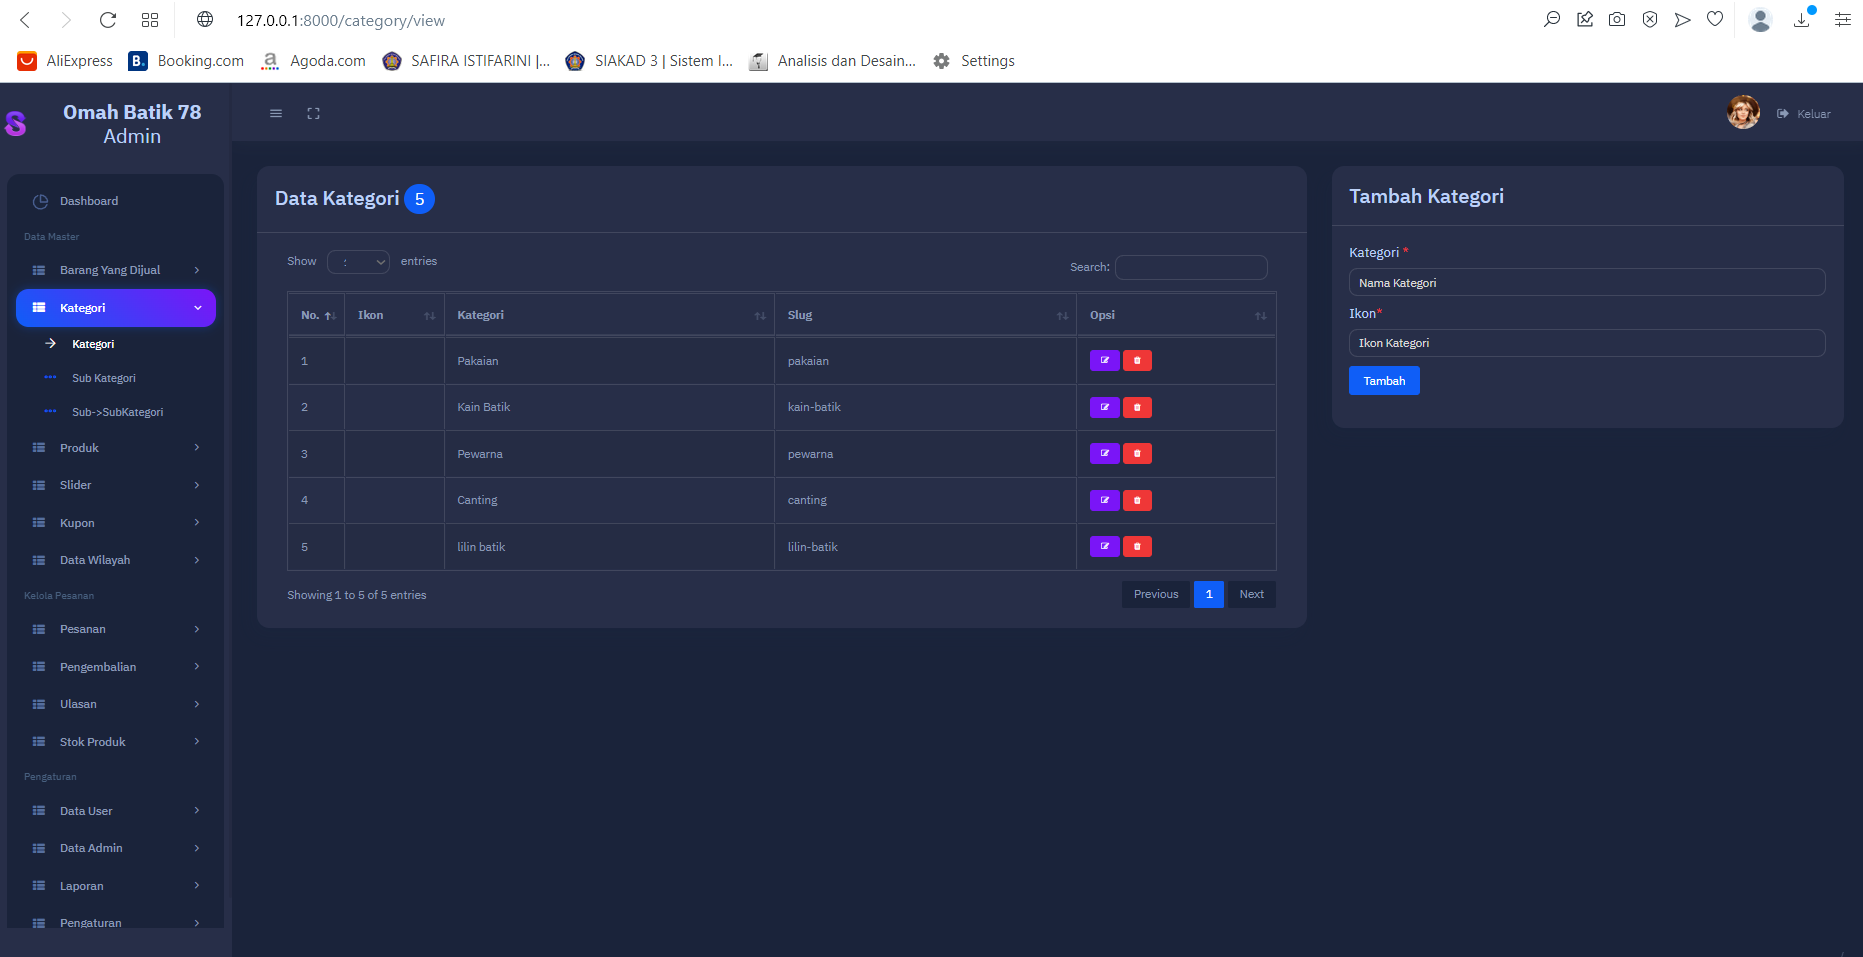 127.0.0.1:8000/category/view
AliExpress
Booking.com
Agoda.com
SAFIRA ISTIFARINI |...
SIAKAD 3 | Sistem I...
Analisis dan Desain...
Settings
Omah Batik 78
Admin
Keluar
Dashboard
Data Master
Barang Yang Dijual
Kategori
Kategori
Sub Kategori
Sub->SubKategori
Produk
Slider
Kupon
Data Wilayah
Kelola Pesanan
Pesanan
Pengembalian
Ulasan
Stok Produk
Pengaturan
Data User
Data Admin
Laporan
Pengaturan
Data Kategori 5
Show entries
Search:
No. Ikon Kategori Slug Opsi
1 Pakaian pakaian
2 Kain Batik kain-batik
3 Pewarna pewarna
4 Canting canting
5 lilin batik lilin-batik
Showing 1 to 5 of 5 entries
Previous 1 Next
Tambah Kategori
Kategori *
Nama Kategori
Ikon*
Ikon Kategori
Tambah